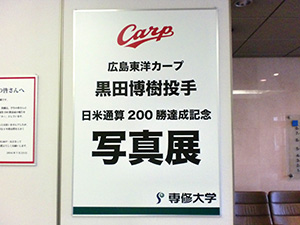 Carp
広島東洋カープ
黒田博樹投手
日米通算200勝達成記念
写真展
専修大学